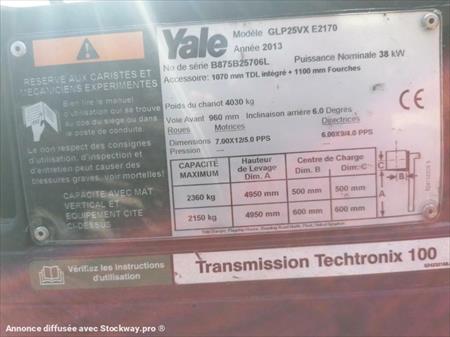 Yale
Modèle GLP25VX E2170
Année 2013
No de série B875B25706L Puissance Nominale 38 kW
Accessoire: 1070 mm TDL intégré + 1100 mm Fourches
RESERVE AUX CARISTES ET
MECANICIENS EXPERIMENTES
Bien lire le manuel
d'utilisation qui se trouve
au dos du siège ou dans
le poste de conduite.
Non respect des consignes
d'utilisation, d'inspection et
d'entretien peut causer des
blessures graves, voir mortelles!
CAPACITE AVEC MAT
VERTICAL ET
EQUIPEMENT CITE
CI-DESSUS
Poids du chariot 4030 kg
Voie Avant 960 mm Inclinaison arrière 6.0 Degrés
Roues Motrices Directrices
Dimensions 7.00X12/5.0 PPS 6.00X9/4.0 PPS
Pression — —
CAPACITÉ MAXIMUM Hauteur de Levage Dim. A Centre de Charge Dim. B Dim. C
2360 kg 4950 mm 500 mm 500 mm
2150 kg 4950 mm 600 mm 600 mm
C
B
A
CE
Vérifiez les instructions
d'utilisation
Transmission Techtronix 100
Annonce diffusée avec Stockway.pro ®